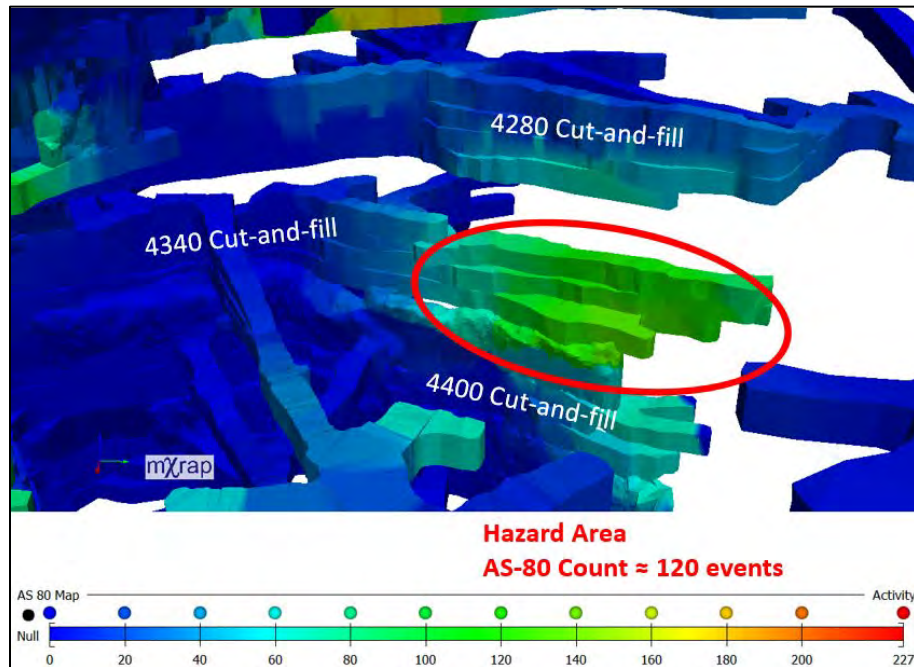 4280 Cut-and-fill
4340 Cut-and-fill
4400 Cut-and-fill
mχrap
Hazard Area
AS-80 Count ≈ 120 events
AS 80 Map
Activity
Null
0 20 40 60 80 100 120 140 160 180 200 227